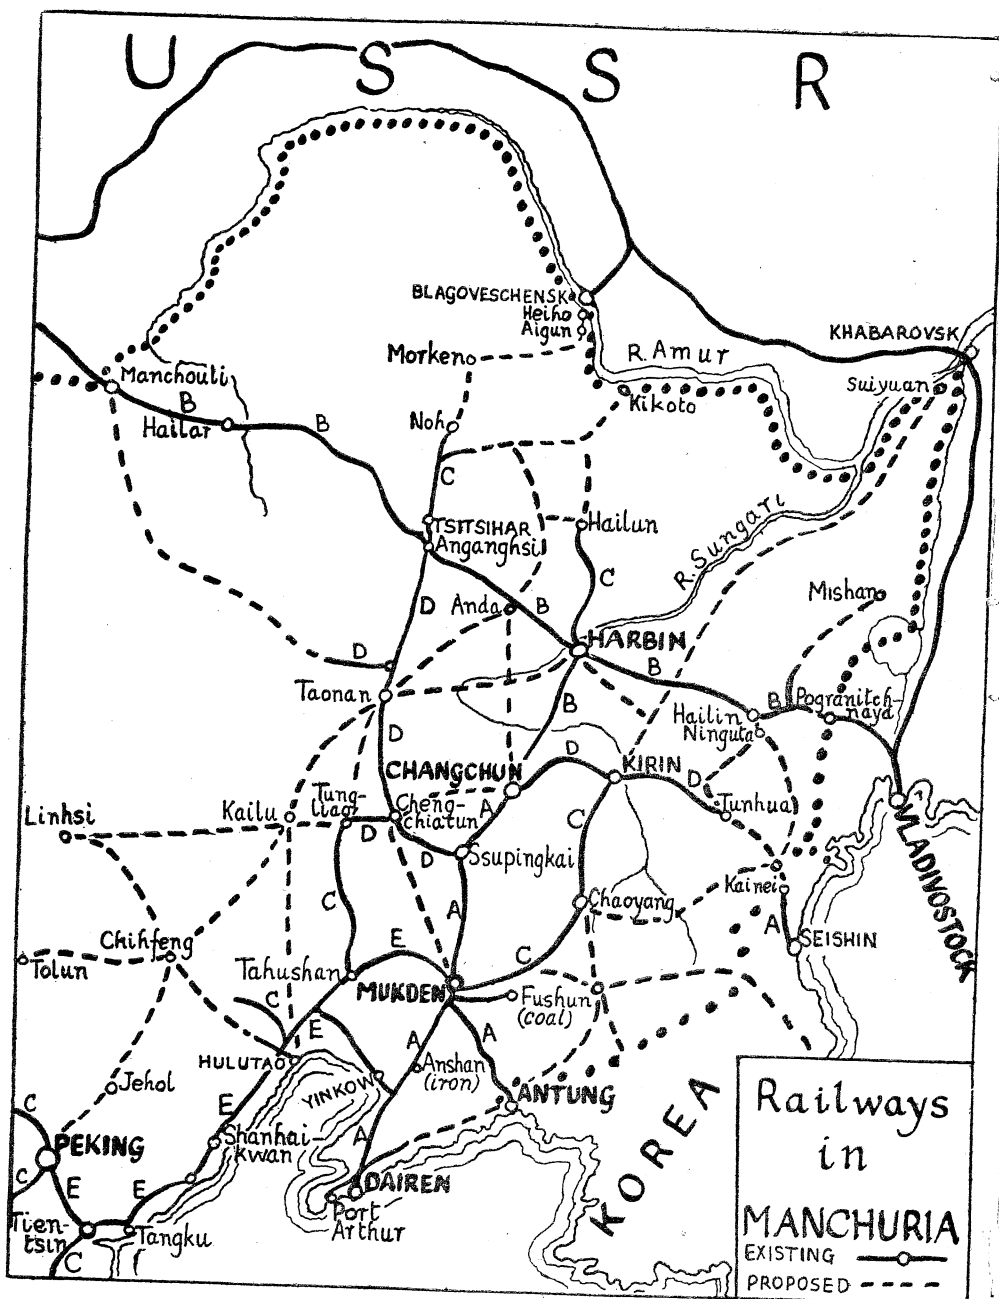 U S S R
BLAGOVESCHENSK
Heiho
Aigun
KHABAROVSK
R. Amur
Morken
Suiyuan
Manchouli
Kikoto
B
Hailar
B
Noh
C
TSITSIHAR
Anganghsi
Hailun
R. Sungari
C
Mishan
D
Anda
B
HARBIN
D
B
Taonan
B
B
Pogranitch-
naya
Hailin
Ninguta
D
D
CHANGCHUN
KIRIN
D
Tung-
liao
Cheng-
chiatun
A
Tunhua
Linhsi
Kailu
D
D
C
Ssupingkai
VLADIVOSTOCK
Kainei
C
A
Chaoyang
A
SEISHIN
Chihfeng
E
C
Tolun
Tahushan
MUKDEN
Fushun
(coal)
C
E
A
A
HULUTAO
Anshan
(iron)
YINKOW
Jehol
ANTUNG
C
E
A
PEKING
Shanhai-
kwan
KOREA
C
E
E
DAIREN
Port
Arthur
Tien-
tsin
Tangku
C
Railways
in
MANCHURIA
EXISTING
PROPOSED